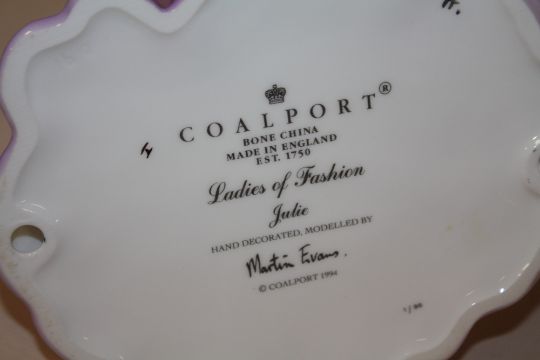 COALPORT®
BONE CHINA
MADE IN ENGLAND
EST. 1750
Ladies of Fashion
Julie
HAND DECORATED, MODELLED BY
Martin Evans.
© COALPORT 1994